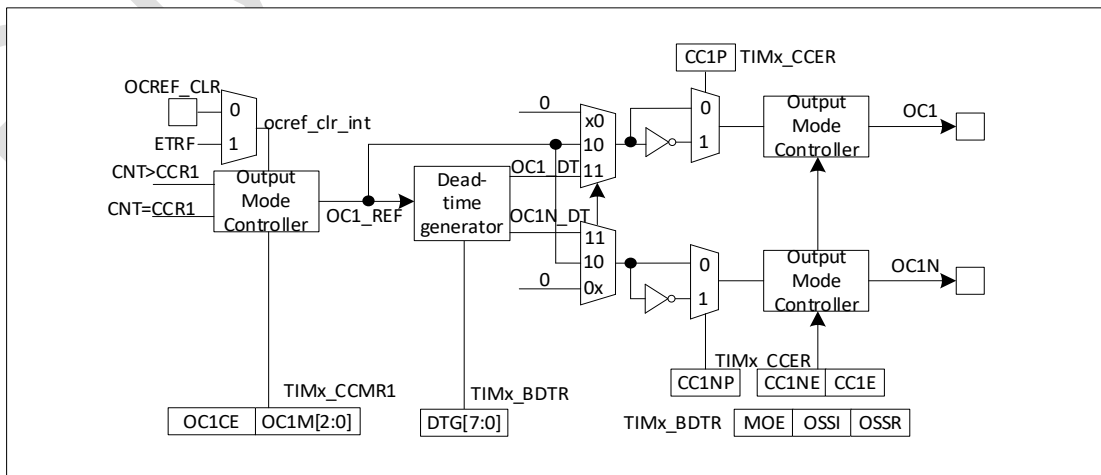 CC1P TIMx_CCER
OCREF_CLR
0
ocref_clr_int
ETRF
1
CNT>CCR1
CNT=CCR1
Output
Mode
Controller
OC1_REF
Dead-
time
generator
OC1_DT
OC1N_DT
0
x0
10
11
11
10
0x
0
0
1
Output
Mode
Controller
OC1
0
1
Output
Mode
Controller
OC1N
TIMx_CCER
CC1NP CC1NE CC1E
TIMx_CCMR1
OC1CE OC1M[2:0]
TIMx_BDTR
DTG[7:0]
TIMx_BDTR MOE OSSI OSSR